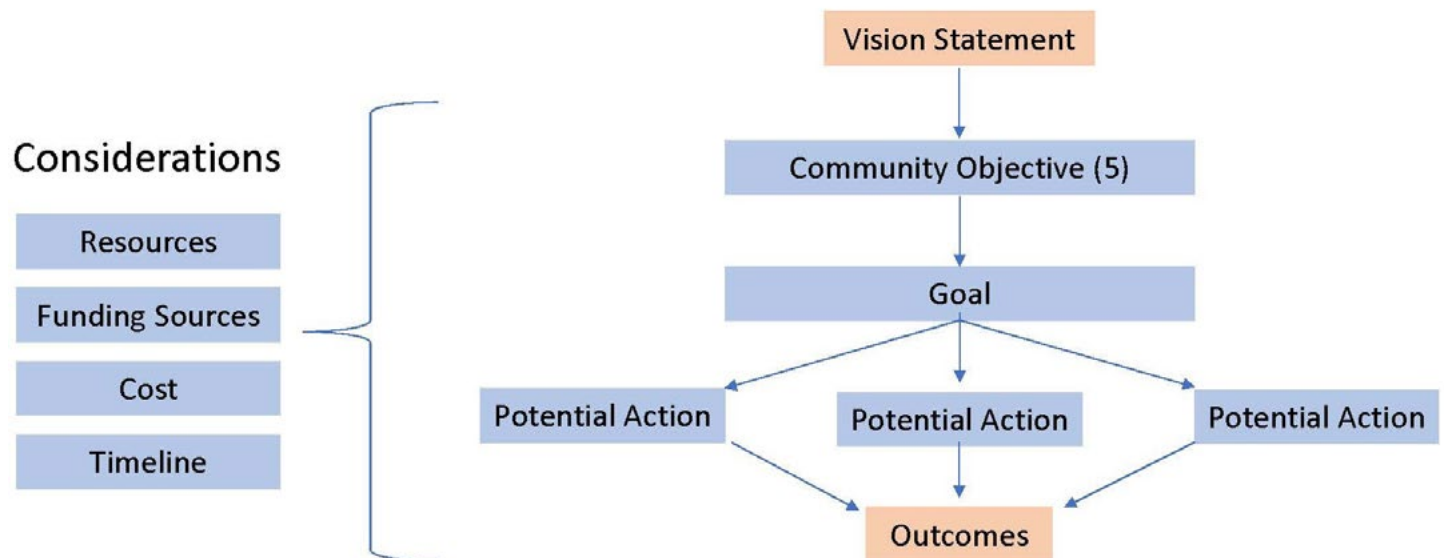 Vision Statement
Considerations
Community Objective (5)
Resources
Goal
Funding Sources
Cost
Potential Action
Potential Action
Potential Action
Timeline
Outcomes